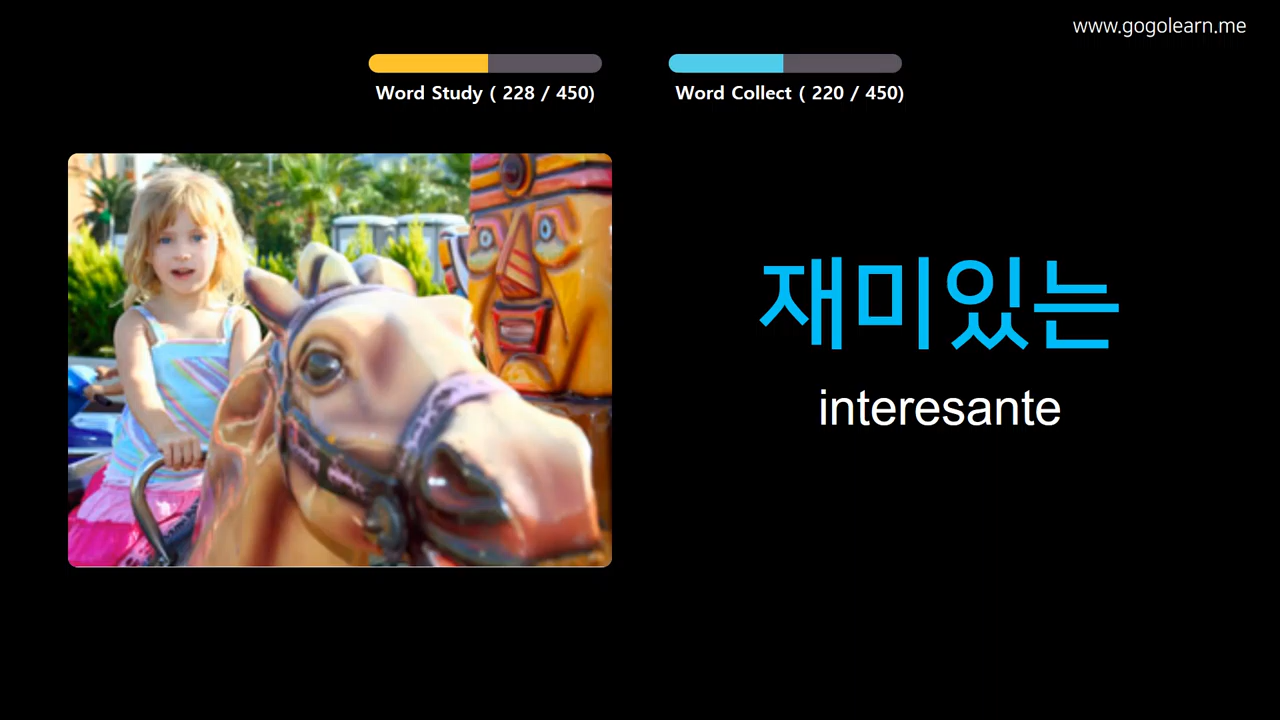 www.gogolearn.me
Word Study ( 228 / 450)
Word Collect ( 220 / 450)
재미있는
interesante